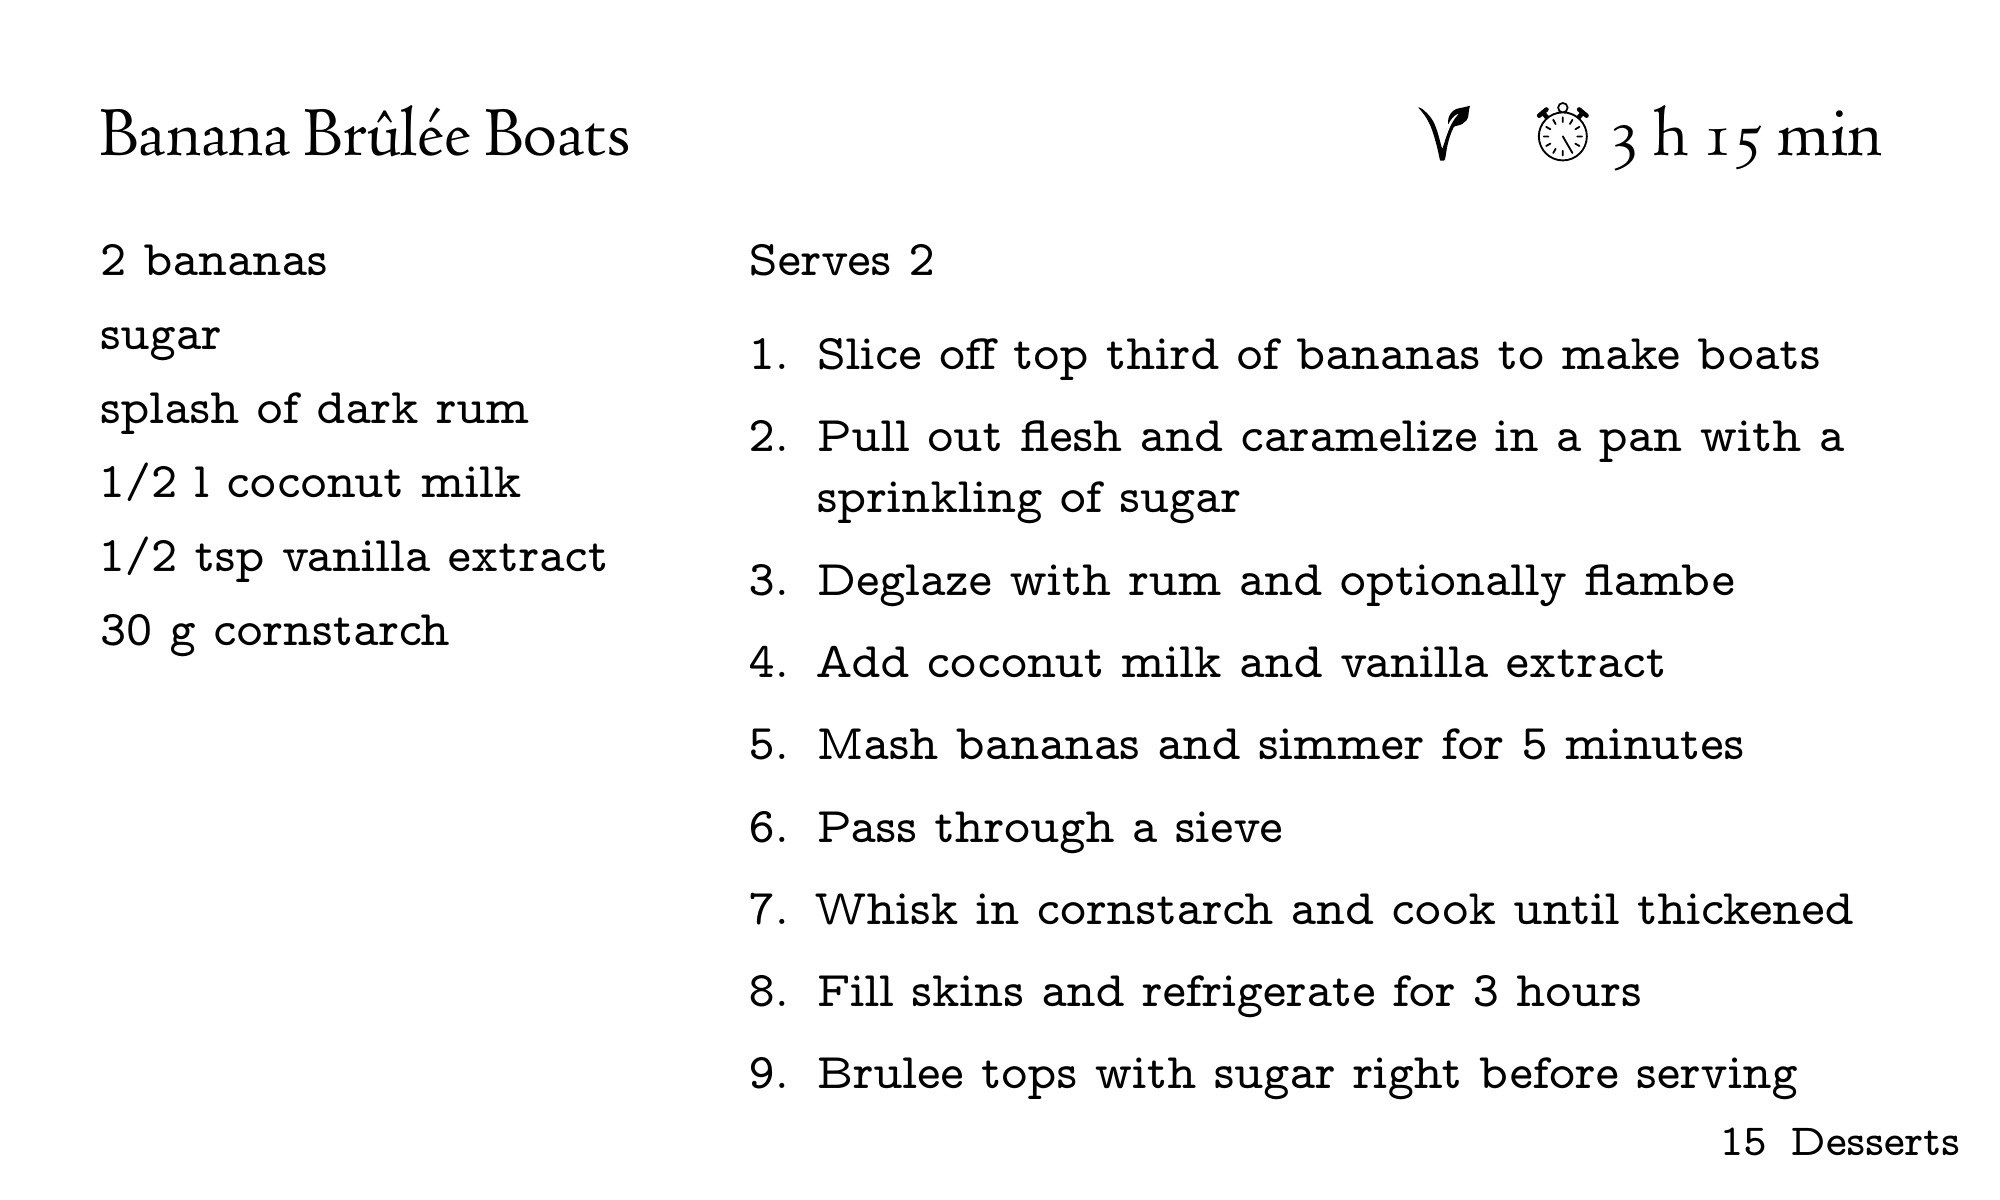 Banana Brûlée Boats
3 h 15 min
2 bananas
sugar
splash of dark rum
1/2 l coconut milk
1/2 tsp vanilla extract
30 g cornstarch
Serves 2
1. Slice off top third of bananas to make boats
2. Pull out flesh and caramelize in a pan with a
sprinkling of sugar
3. Deglaze with rum and optionally flambe
4. Add coconut milk and vanilla extract
5. Mash bananas and simmer for 5 minutes
6. Pass through a sieve
7. Whisk in cornstarch and cook until thickened
8. Fill skins and refrigerate for 3 hours
9. Brulee tops with sugar right before serving
15 Desserts